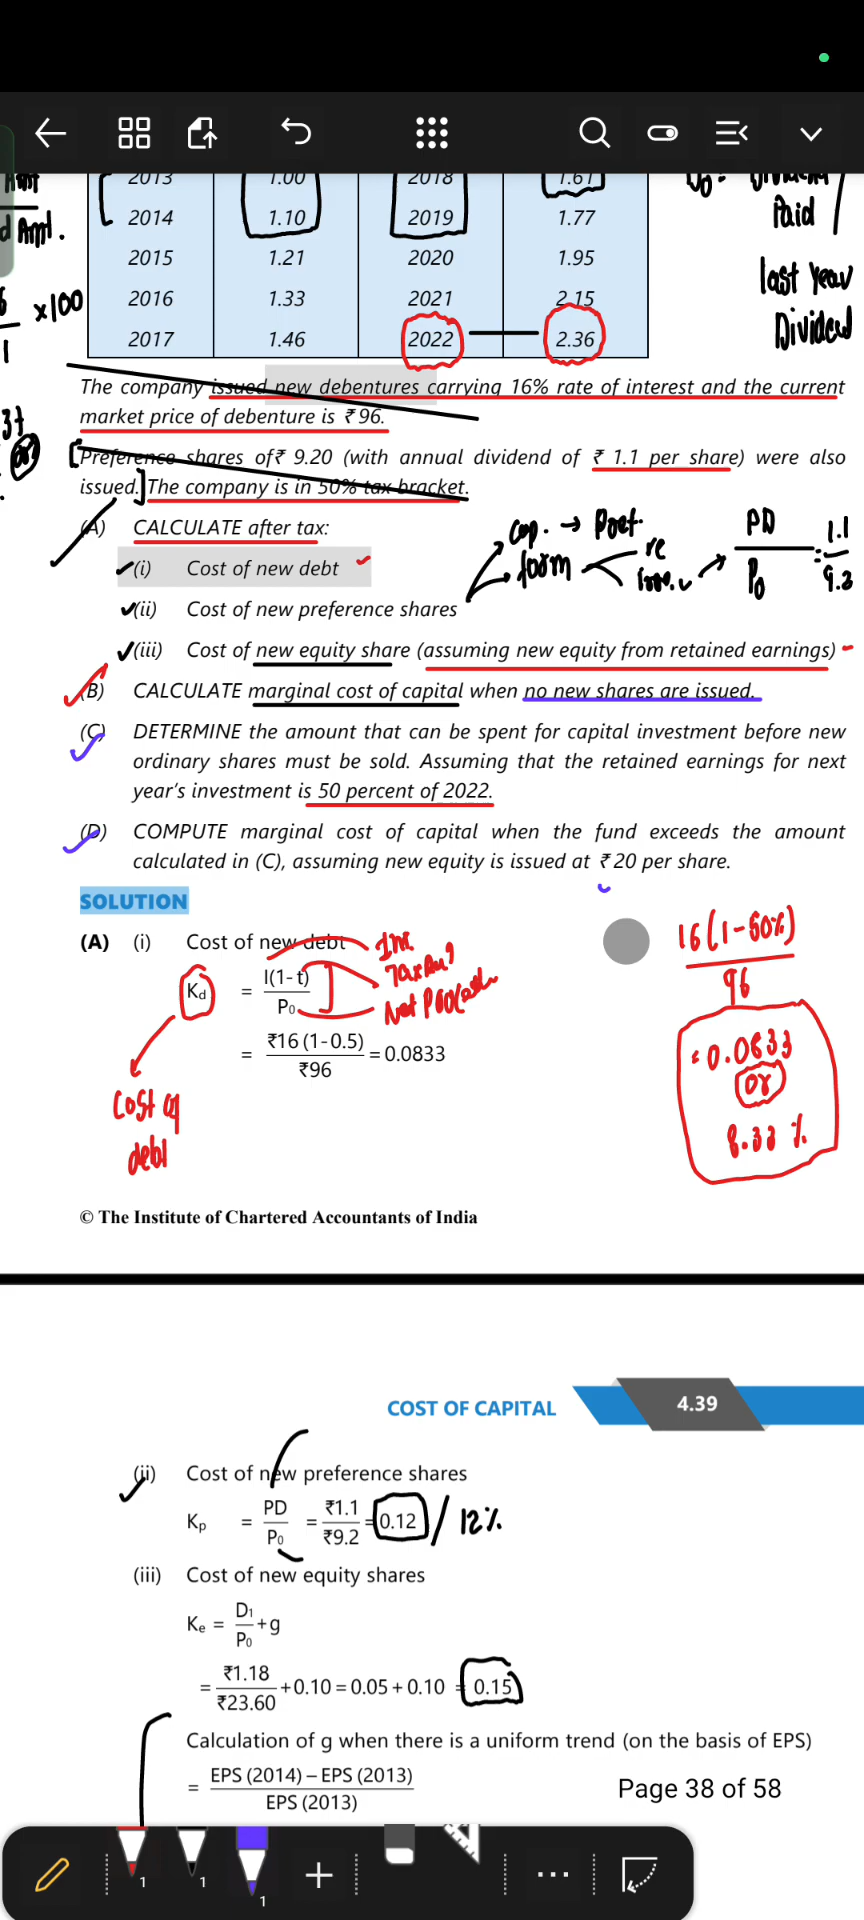 2013 1.00 2018 1.61
2014 1.10 2019 1.77
2015 1.21 2020 1.95
2016 1.33 2021 2.15
2017 1.46 2022 2.36
Paid
last Year
Dividend
d Amt.
x100
The company issued new debentures carrying 16% rate of interest and the current
market price of debenture is ₹ 96.
Preference shares of ₹ 9.20 (with annual dividend of ₹ 1.1 per share) were also
issued. The company is in 50% tax bracket.
(A) CALCULATE after tax:
(i) Cost of new debt
(ii) Cost of new preference shares
(iii) Cost of new equity share (assuming new equity from retained earnings)
PD
P₀
= 1.1
9.2
(B) CALCULATE marginal cost of capital when no new shares are issued.
(C) DETERMINE the amount that can be spent for capital investment before new
ordinary shares must be sold. Assuming that the retained earnings for next
year's investment is 50 percent of 2022.
(D) COMPUTE marginal cost of capital when the fund exceeds the amount
calculated in (C), assuming new equity is issued at ₹ 20 per share.
SOLUTION
(A) (i) Cost of new debt
Int.
Kd = I(1- t)
P₀
= ₹16 (1-0.5)
₹96
= 0.0833
Cost of
debt
16(1-50%)
96
= 0.0833
or
8.33 %
© The Institute of Chartered Accountants of India
COST OF CAPITAL 4.39
(ii) Cost of new preference shares
Kp = PD
P₀
= ₹1.1
₹9.2
= 0.12 / 12%
(iii) Cost of new equity shares
Ke = D₁
P₀
+g
= ₹1.18
₹23.60
+0.10 = 0.05 + 0.10 = 0.15
Calculation of g when there is a uniform trend (on the basis of EPS)
= EPS (2014) – EPS (2013)
EPS (2013)
Page 38 of 58
1 1 1